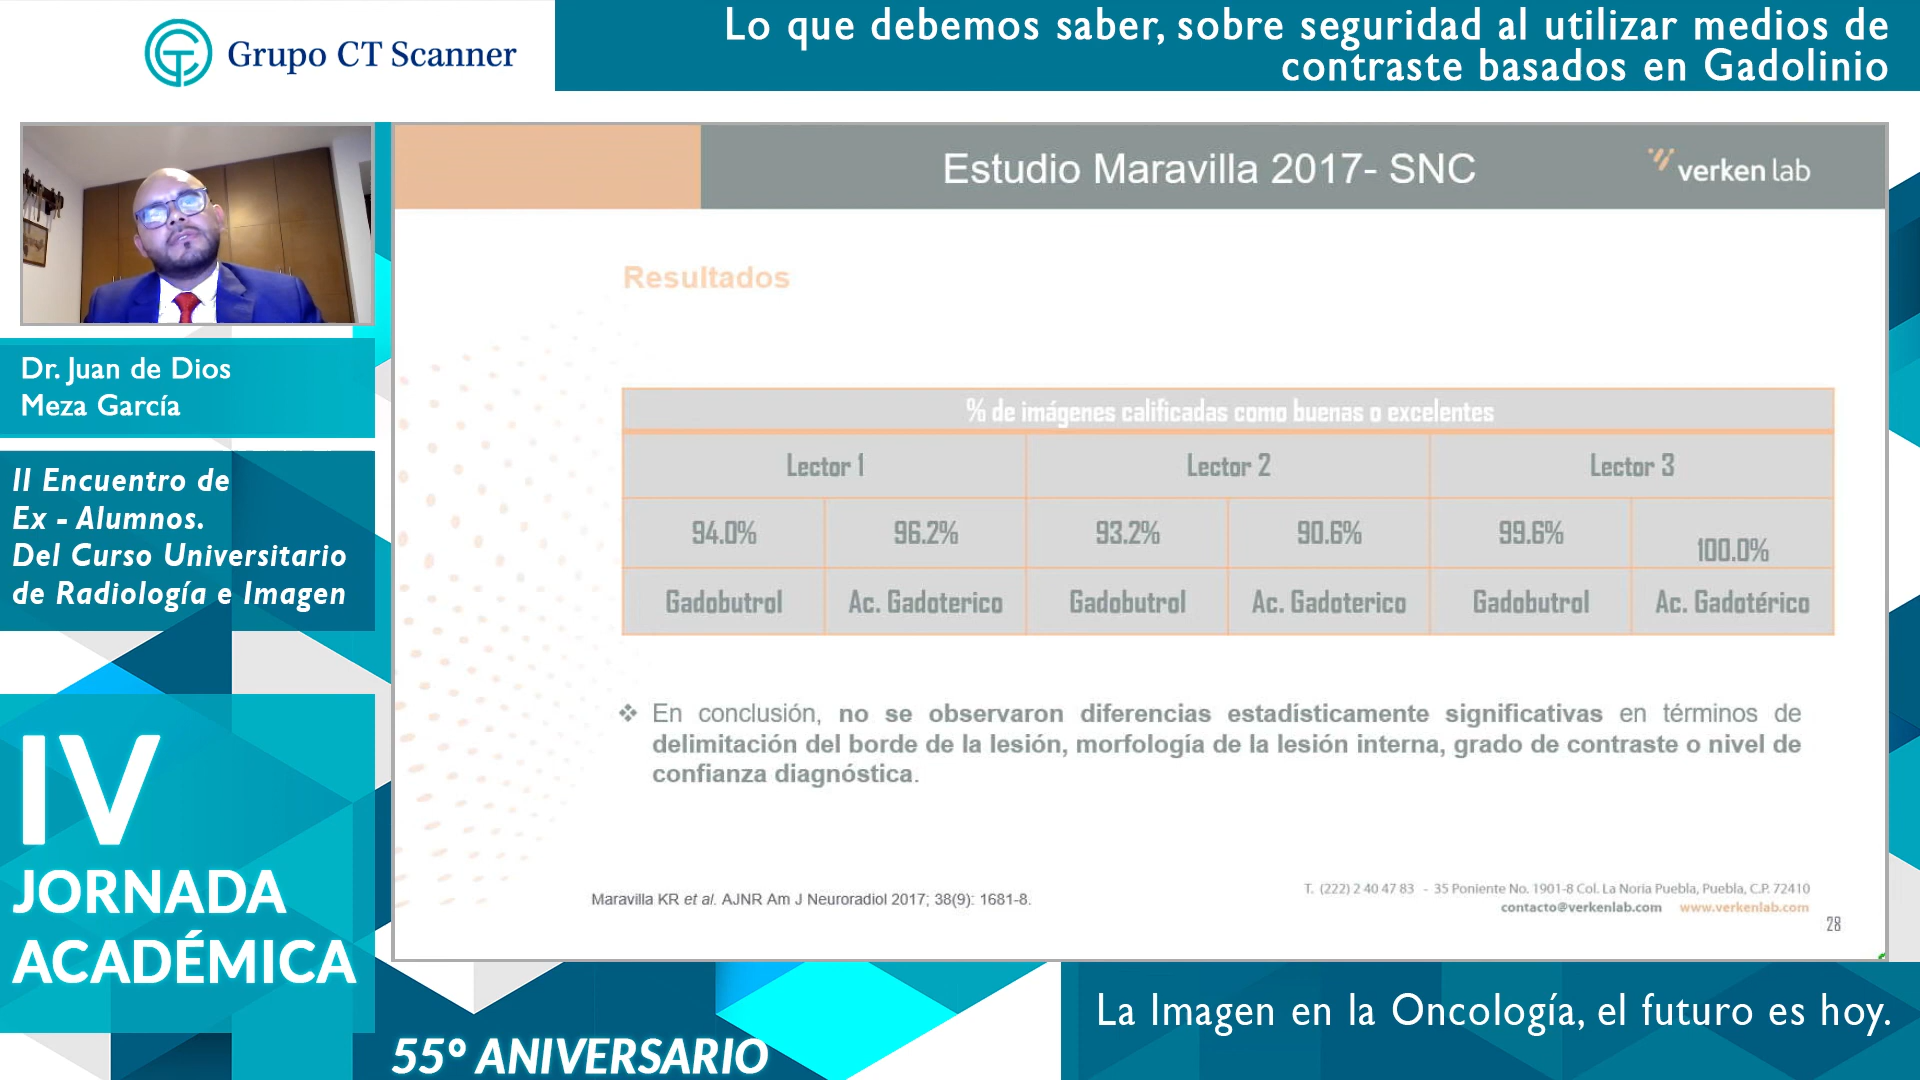 Grupo CT Scanner
Lo que debemos saber, sobre seguridad al utilizar medios de
contraste basados en Gadolinio
Dr. Juan de Dios
Meza García
II Encuentro de
Ex - Alumnos.
Del Curso Universitario
de Radiología e Imagen
IV
JORNADA
ACADÉMICA
55º ANIVERSARIO
Estudio Maravilla 2017- SNC
verken lab
Resultados
% de imágenes calificadas como buenas o excelentes
Lector 1 Lector 2 Lector 3
94.0% 96.2% 93.2% 90.6% 99.6% 100.0%
Gadobutrol Ac. Gadoterico Gadobutrol Ac. Gadoterico Gadobutrol Ac. Gadotérico
❖ En conclusión, no se observaron diferencias estadísticamente significativas en términos de
delimitación del borde de la lesión, morfología de la lesión interna, grado de contraste o nivel de
confianza diagnóstica.
Maravilla KR et al. AJNR Am J Neuroradiol 2017; 38(9): 1681-8.
T. (222) 2 40 47 83 - 35 Poniente No. 1901-8 Col. La Noria Puebla, Puebla, C.P. 72410
contacto@verkenlab.com www.verkenlab.com
28
La Imagen en la Oncología, el futuro es hoy.